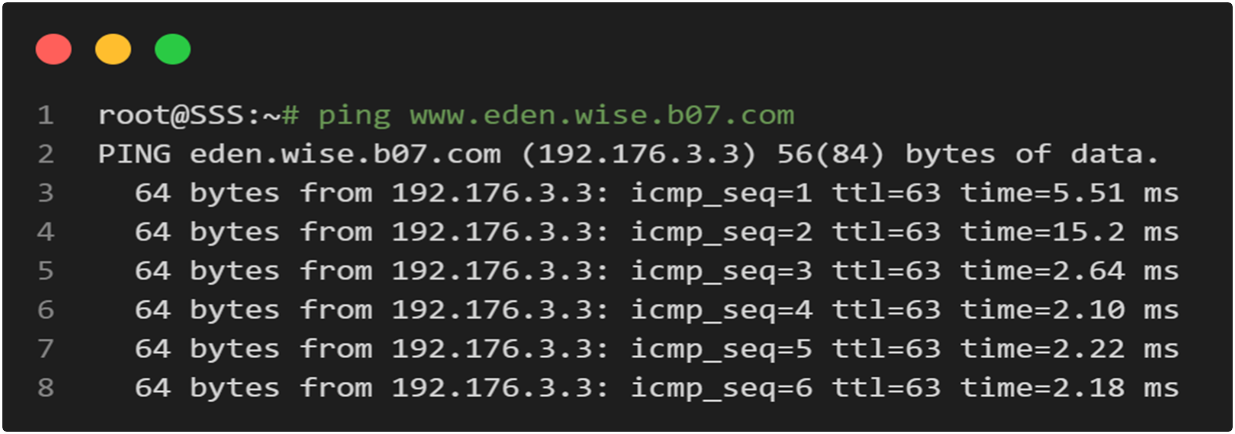 1 root@SSS:~# ping www.eden.wise.b07.com
2 PING eden.wise.b07.com (192.176.3.3) 56(84) bytes of data.
3 64 bytes from 192.176.3.3: icmp_seq=1 ttl=63 time=5.51 ms
4 64 bytes from 192.176.3.3: icmp_seq=2 ttl=63 time=15.2 ms
5 64 bytes from 192.176.3.3: icmp_seq=3 ttl=63 time=2.64 ms
6 64 bytes from 192.176.3.3: icmp_seq=4 ttl=63 time=2.10 ms
7 64 bytes from 192.176.3.3: icmp_seq=5 ttl=63 time=2.22 ms
8 64 bytes from 192.176.3.3: icmp_seq=6 ttl=63 time=2.18 ms